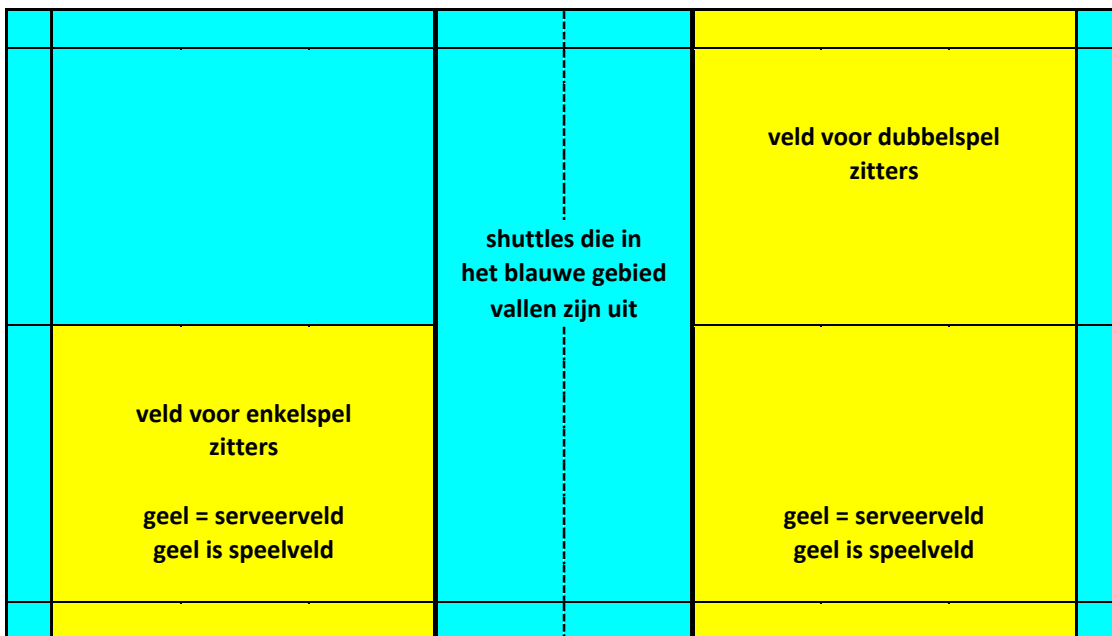 veld voor dubbelspel
zitters
shuttles die in
het blauwe gebied
vallen zijn uit
veld voor enkelspel
zitters
geel = serveerveld
geel is speelveld
geel = serveerveld
geel is speelveld